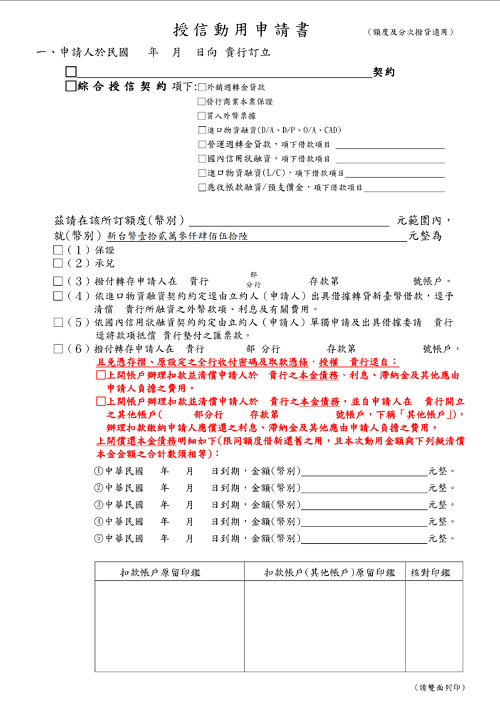 授信動用申請書
（額度及分次撥貸適用）
一、申請人於民國　　年　月　日向 貴行訂立
□＿＿＿＿＿＿＿＿＿＿＿＿＿＿＿＿＿＿＿＿契約
□綜合授信契約項下:□外銷週轉金貸款
□發行商業本票保證
□買入外幣票據
□進口物資融資(D/A、D/P、O/A、CAD)
□營運週轉金貸款，項下借款項目＿＿＿＿＿＿＿＿
□國內信用狀融資，項下借款項目＿＿＿＿＿＿＿＿
□進口物資融資(L/C)，項下借款項目＿＿＿＿＿＿＿
□應收帳款融資/預支價金，項下借款項目＿＿＿＿＿＿
茲請在該所訂額度(幣別)＿＿＿＿＿＿＿＿＿＿＿＿＿＿元範圍內，
就(幣別) 新台幣壹拾貳萬參仟肆佰伍拾陸　　　　　　　元整為
□（1）保證
□（2）承兌
□（3）撥付轉存申請人在　貴行　　　部分行　　　存款第　　　　　　號帳戶。
□（4）依進口物資融資契約約定逕由立約人（申請人）出具借據轉貸新臺幣借款，逕予
清償　貴行所融資之外幣款項、利息及有關費用。
□（5）依國內信用狀融資契約約定由立約人（申請人）單獨申請及出具借據委請　貴行
逕將款項抵償 貴行墊付之匯票款。
□（6）撥付轉存申請人在　貴行　　　部 分行　　　存款第　　　　　　號帳戶，
且免憑存摺、原設定之全行收付密碼及取款憑條，授權　貴行逕自：
□上開帳戶辦理扣款並清償申請人於　貴行之本金債務、利息、滯納金及其他應由
申請人負擔之費用。
□上開帳戶辦理扣款並清償申請人於　貴行之本金債務，並自申請人在　貴行開立
之其他帳戶(　　　部分行　　存款第　　　　　　號帳戶，下稱「其他帳戶」)，
辦理扣款繳納申請人應償還之利息、滯納金及其他應由申請人負擔之費用。
上開償還本金債務明細如下(限同額度借新還舊之用，且本次動用金額與下列擬清償
本金金額之合計數須相等)：
①中華民國　　年　月　日到期，金額(幣別)＿＿＿＿＿＿＿＿＿＿元整。
②中華民國　　年　月　日到期，金額(幣別)＿＿＿＿＿＿＿＿＿＿元整。
③中華民國　　年　月　日到期，金額(幣別)＿＿＿＿＿＿＿＿＿＿元整。
④中華民國　　年　月　日到期，金額(幣別)＿＿＿＿＿＿＿＿＿＿元整。
⑤中華民國　　年　月　日到期，金額(幣別)＿＿＿＿＿＿＿＿＿＿元整。
扣款帳戶原留印鑑　　扣款帳戶(其他帳戶)原留印鑑　　核對印鑑
（請雙面列印）